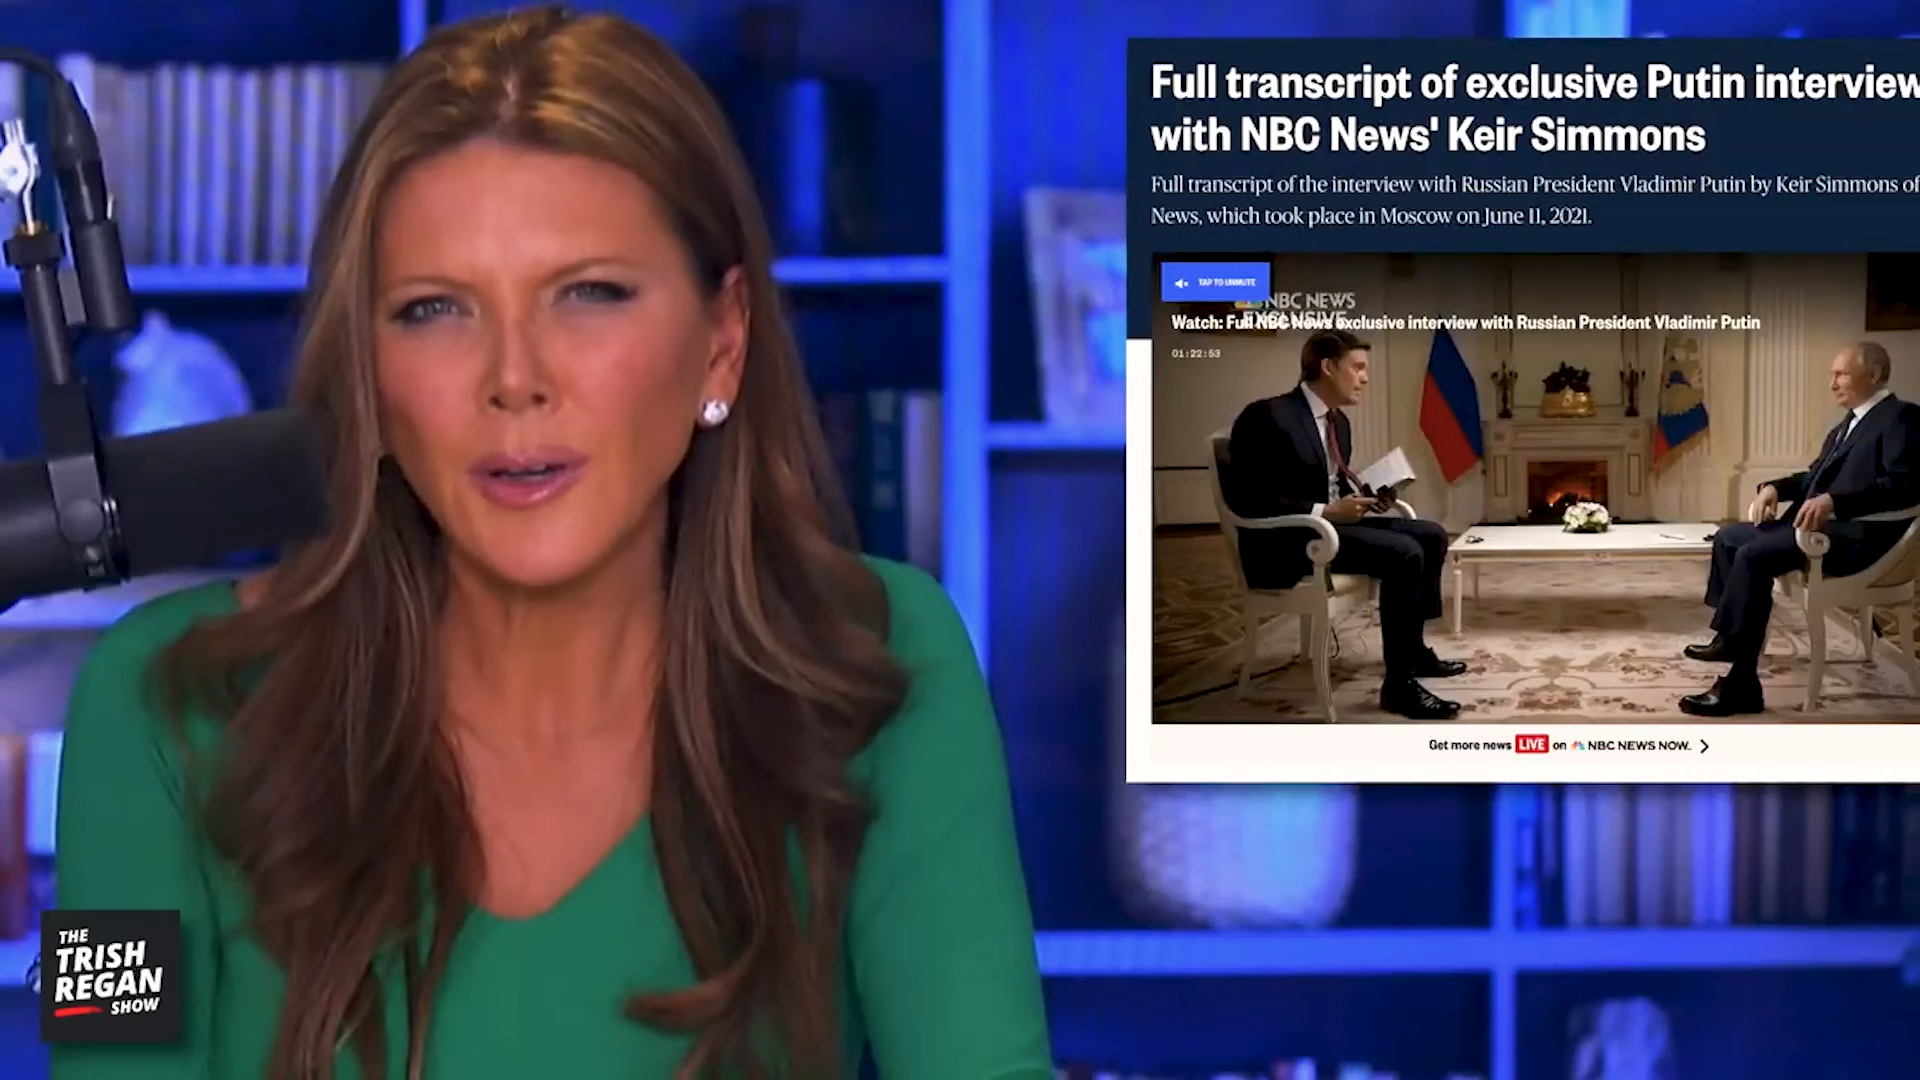 Full transcript of exclusive Putin interview
with NBC News' Keir Simmons
Full transcript of the interview with Russian President Vladimir Putin by Keir Simmons of
News, which took place in Moscow on June 11, 2021.
TAP TO UNMUTE
NBC NEWS
EXCLUSIVE
Watch: Full NBC News exclusive interview with Russian President Vladimir Putin
01:22:53
Get more news LIVE on NBC NEWS NOW.
THE
TRISH
REGAN
SHOW